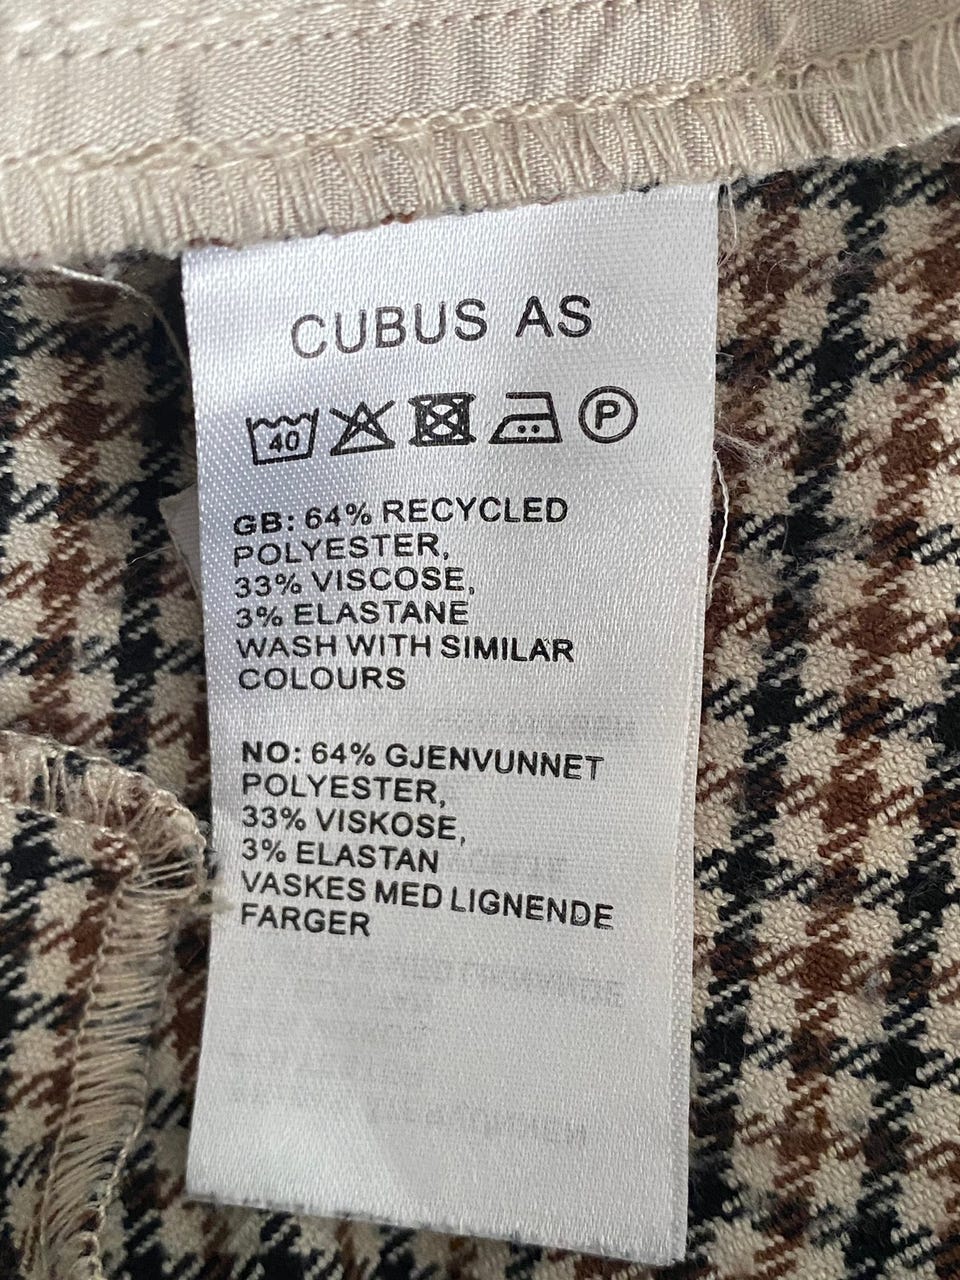 CUBUS AS
40 P
GB: 64% RECYCLED
POLYESTER,
33% VISCOSE,
3% ELASTANE
WASH WITH SIMILAR
COLOURS
NO: 64% GJENVUNNET
POLYESTER,
33% VISKOSE,
3% ELASTAN
VASKES MED LIGNENDE
FARGER